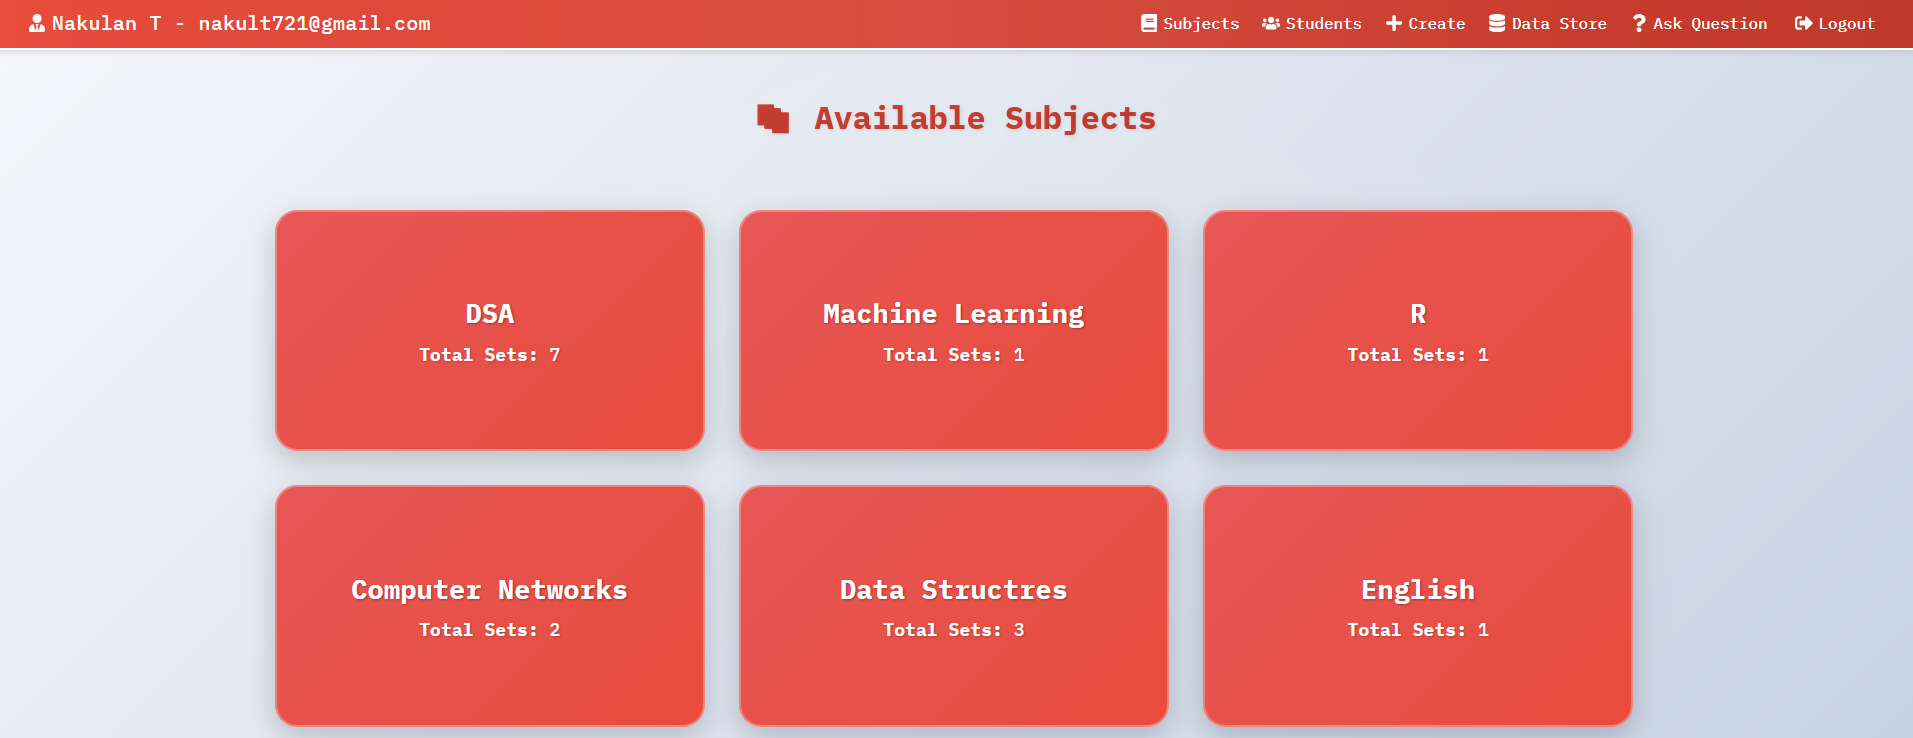 Nakulan T - nakult721@gmail.com Subjects Students Create Data Store Ask Question Logout
Available Subjects
DSA
Total Sets: 7
Machine Learning
Total Sets: 1
R
Total Sets: 1
Computer Networks
Total Sets: 2
Data Structres
Total Sets: 3
English
Total Sets: 1